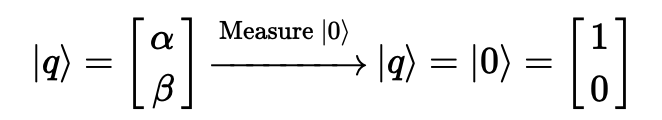 |q⟩ = [α β] Measure |0⟩ → |q⟩ = |0⟩ = [1 0]